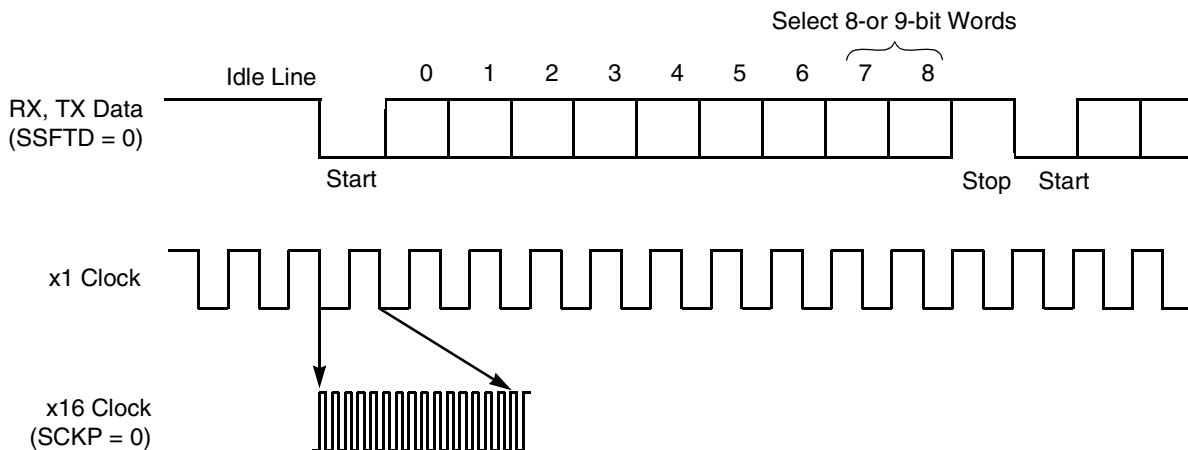 Select 8-or 9-bit Words
Idle Line
0 1 2 3 4 5 6 7 8
RX, TX Data
(SSFTD = 0)
Start
Stop
Start
x1 Clock
x16 Clock
(SCKP = 0)